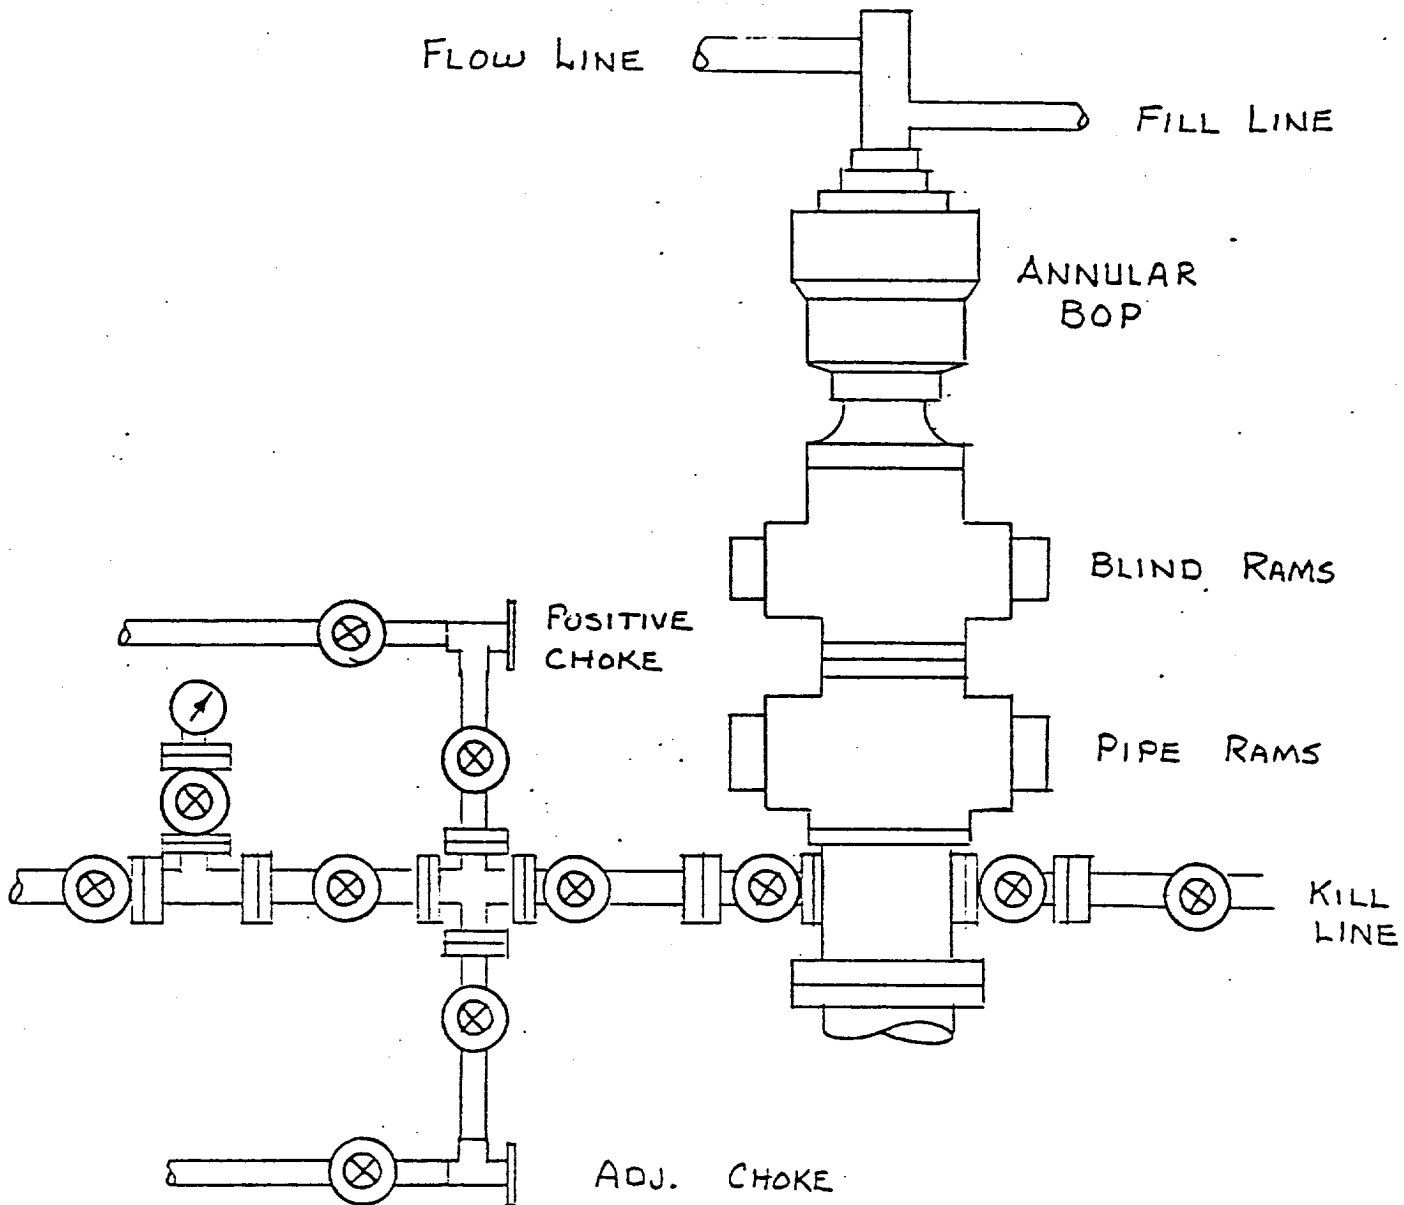 FLOW LINE
FILL LINE
ANNULAR
BOP
BLIND RAMS
POSITIVE
CHOKE
PIPE RAMS
KILL
LINE
ADJ. CHOKE